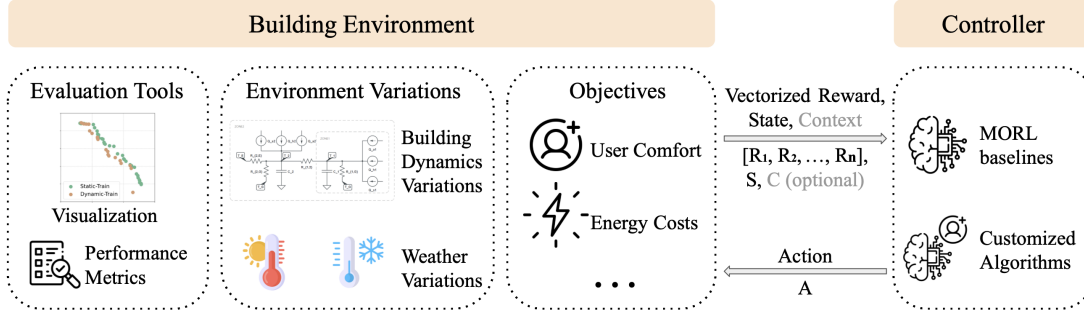 Building Environment
Controller
Evaluation Tools
Static-Train
Dynamic-Train
Visualization
Performance
Metrics
Environment Variations
Building
Dynamics
Variations
Weather
Variations
Objectives
User Comfort
Energy Costs
...
Vectorized Reward,
State, Context
[R₁, R₂, ..., Rₙ],
S, C (optional)
Action
A
MORL
baselines
Customized
Algorithms